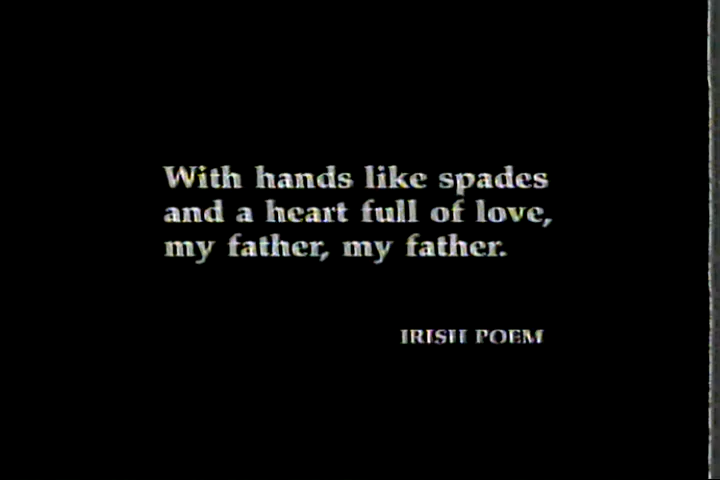 With hands like spades
and a heart full of love,
my father, my father.
IRISH POEM